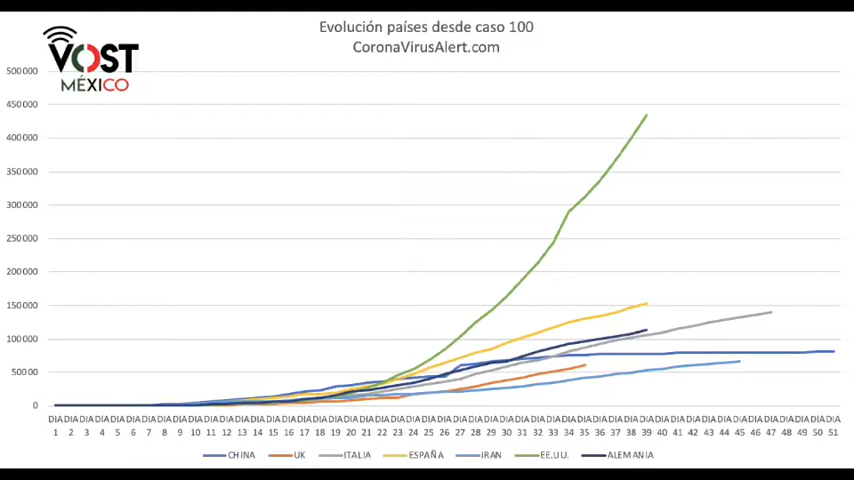 Evolución países desde caso 100
CoronaVirusAlert.com
VOST
MÉXICO
500000
450000
400000
350000
300000
250000
200000
150000
100000
50000
0
DIA DIA DIA DIA DIA DIA DIA DIA DIA DIA DIA DIA DIA DIA DIA DIA DIA DIA DIA DIA DIA DIA DIA DIA DIA DIA DIA DIA DIA DIA DIA DIA DIA DIA DIA DIA DIA DIA DIA DIA DIA DIA DIA DIA DIA DIA DIA DIA DIA DIA DIA
1 2 3 4 5 6 7 8 9 10 11 12 13 14 15 16 17 18 19 20 21 22 23 24 25 26 27 28 29 30 31 32 33 34 35 36 37 38 39 40 41 42 43 44 45 46 47 48 49 50 51
CHINA UK ITALIA ESPAÑA IRAN EE.UU. ALEMANIA